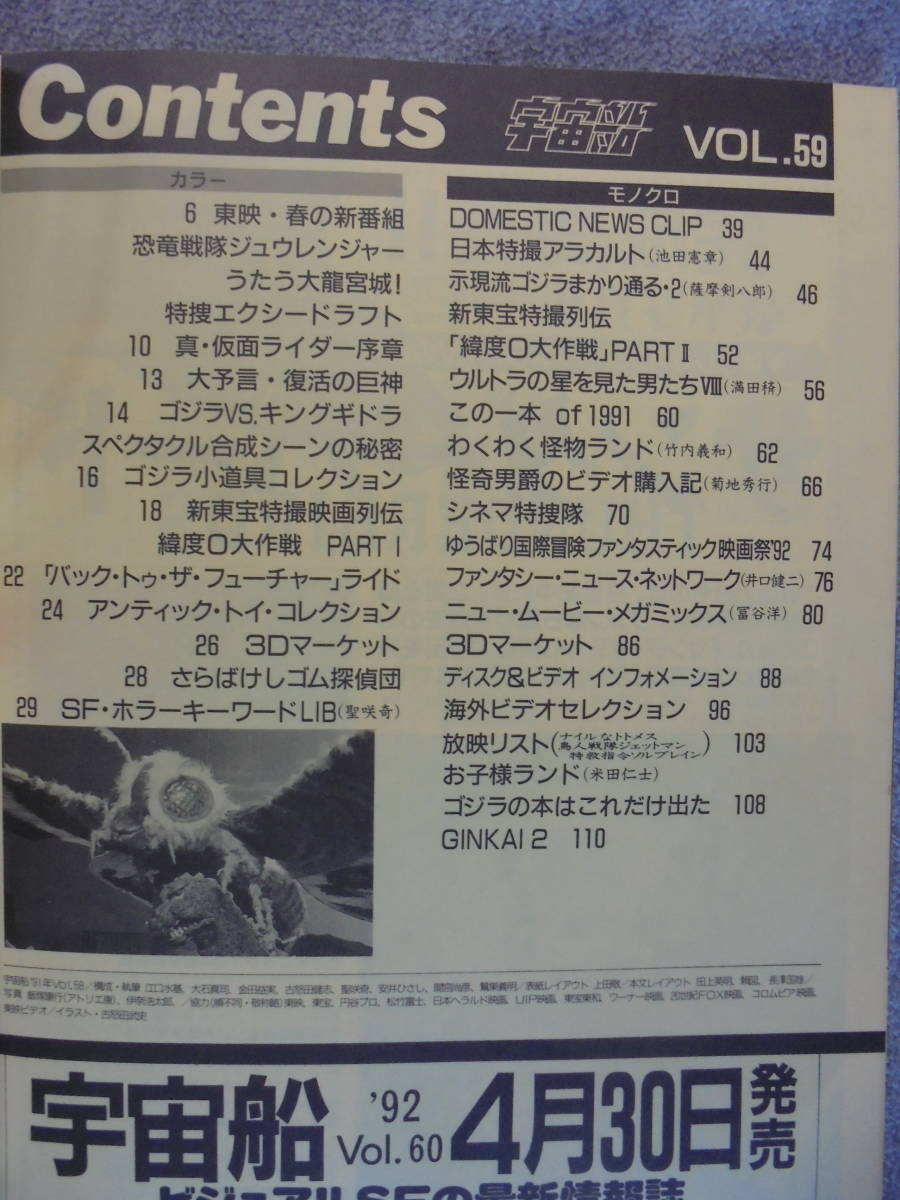 Contents
宇宙船
VOL.59
カラー
6 東映・春の新番組
恐竜戦隊ジュウレンジャー
うたう大龍宮城!
特捜エクシードラフト
10 真・仮面ライダー序章
13 大予言・復活の巨神
14 ゴジラVS.キングギドラ
スペクタクル合成シーンの秘密
16 ゴジラ小道具コレクション
18 新東宝特撮映画列伝
緯度0大作戦 PART I
22 「バック・トゥ・ザ・フューチャー」ライド
24 アンティック・トイ・コレクション
26 3Dマーケット
28 さらばけしゴム探偵団
29 SF・ホラーキーワードLIB(聖咲奇)
モノクロ
DOMESTIC NEWS CLIP 39
日本特撮アラカルト(池田憲章) 44
示現流ゴジラまかり通る・2(薩摩剣八郎) 46
新東宝特撮列伝
「緯度0大作戦」PART II 52
ウルトラの星を見た男たちVIII(満田𥡴) 56
この一本 of 1991 60
わくわく怪物ランド(竹内義和) 62
怪奇男爵のビデオ購入記(菊地秀行) 66
シネマ特捜隊 70
ゆうばり国際冒険ファンタスティック映画祭'92 74
ファンタジー・ニュース・ネットワーク(井口健二) 76
ニュー・ムービー・メガミックス(冨谷洋) 80
3Dマーケット 86
ディスク&ビデオ インフォメーション 88
海外ビデオセレクション 96
放映リスト(ナイルなトトメス 鳥人戦隊ジェットマン 特救指令ソルブレイン) 103
お子様ランド(米田仁士)
ゴジラの本はこれだけ出た 108
GINKAI 2 110
宇宙船 '92 Vol.60 4月30日発売
ビジュアルSFの最新情報誌